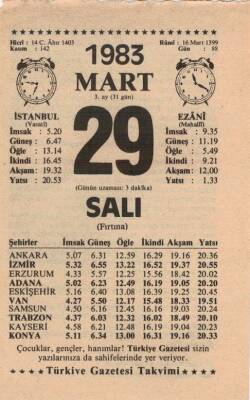 Hicrî : 14 C. Âhır 1403
Kasım : 142
Rûmî : 16 Mart 1399
Gün : 88
1983
MART
3. ay (31 gün)
29
İSTANBUL
(Vasatî)
İmsak : 5.20
Güneş : 6.47
Öğle : 13.14
İkindi : 16.45
Akşam : 19.32
Yatsı : 20.53
EZÂNÎ
(Mahallî)
İmsak : 9.35
Güneş : 11.19
Öğle : 5.49
İkindi : 9.21
Akşam : 12.00
Yatsı : 1.33
(Günün uzaması: 3 dakika)
SALI
(Fırtına)
Şehirler İmsak Güneş Öğle İkindi Akşam Yatsı
ANKARA 5.07 6.31 12.59 16.29 19.16 20.36
İZMİR 5.32 6.55 13.22 16.52 19.37 20.55
ERZURUM 4.33 5.57 12.25 15.56 18.42 20.02
ADANA 5.02 6.23 12.49 16.19 19.05 20.20
ESKİŞEHİR 5.16 6.40 13.08 16.39 19.25 20.45
VAN 4.27 5.50 12.17 15.48 18.33 19.51
SAMSUN 4.50 6.16 12.45 16.16 19.03 20.24
TRABZON 4.37 6.03 12.32 16.02 18.49 20.10
KAYSERİ 4.58 6.21 12.48 16.19 19.04 20.23
KONYA 5.11 6.34 13.00 16.31 19.16 20.33
Çocuklar, gençler, hanımlar! Türkiye Gazetesi sizin
yazılarınıza da sahifelerinde yer veriyor.
★★★★ Türkiye Gazetesi Takvimi ★★★★